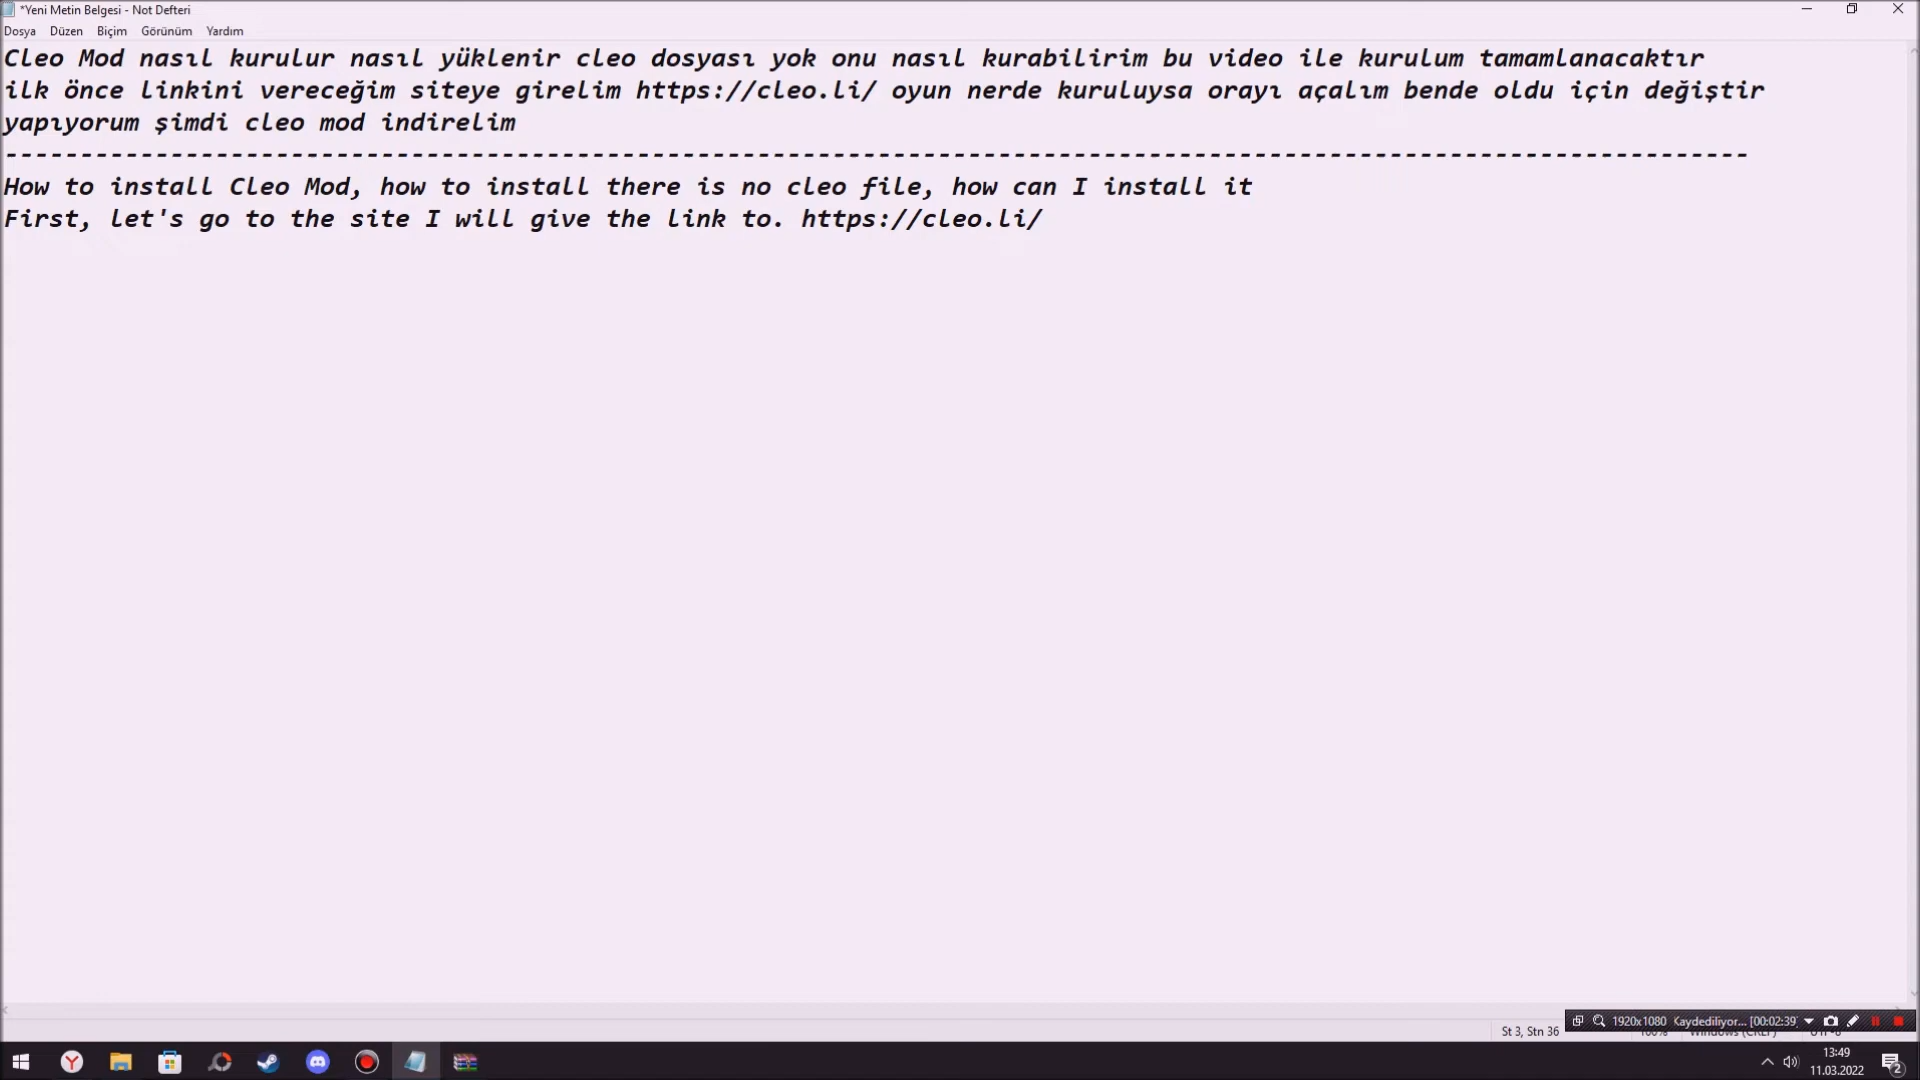 *Yeni Metin Belgesi - Not Defteri
Dosya Düzen Biçim Görünüm Yardım
Cleo Mod nasıl kurulur nasıl yüklenir cleo dosyası yok onu nasıl kurabilirim bu video ile kurulum tamamlanacaktır
ilk önce linkini vereceğim siteye girelim https://cleo.li/ oyun nerde kuruluysa orayı açalım bende oldu için değiştir
yapıyorum şimdi cleo mod indirelim
--------------------------------------------------------------------------------------------------------------------
How to install Cleo Mod, how to install there is no cleo file, how can I install it
First, let's go to the site I will give the link to. https://cleo.li/
1920x1080 Kaydediliyor... [00:02:39]
St 3, Stn 36
13:49
11.03.2022
2